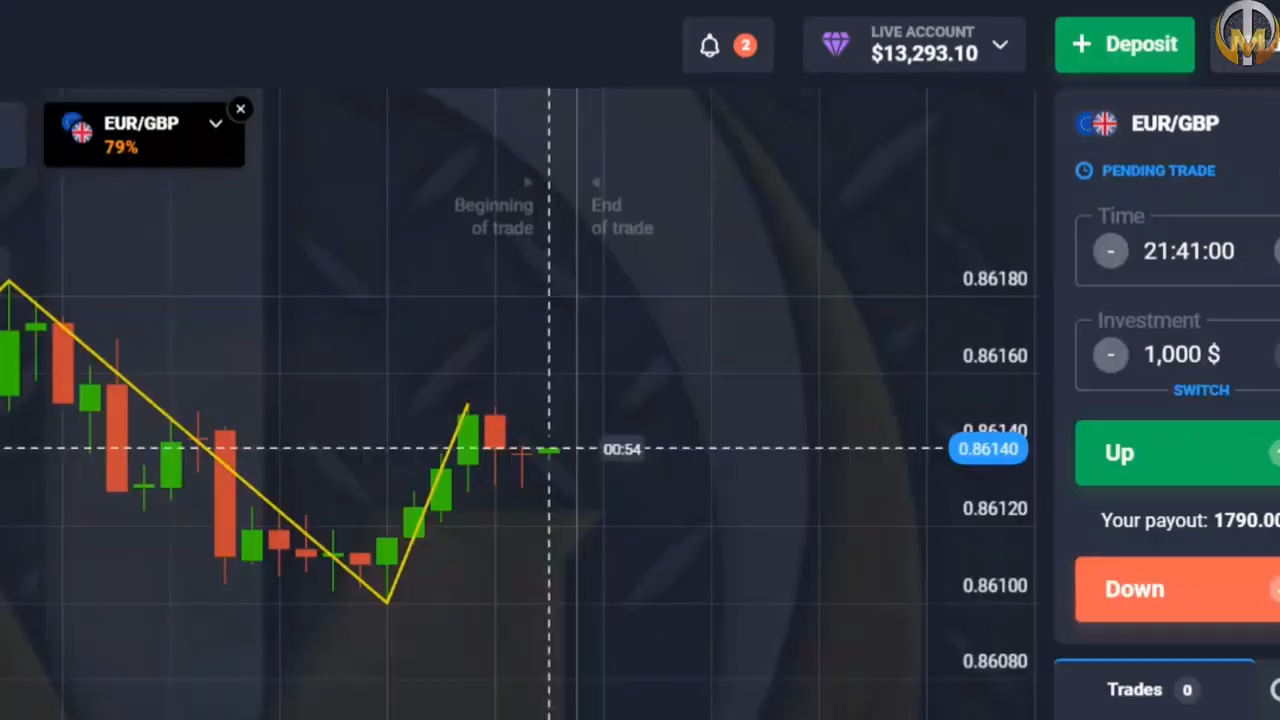 2
LIVE ACCOUNT
$13,293.10
+ Deposit
EUR/GBP
79%
EUR/GBP
PENDING TRADE
Beginning
of trade
End
of trade
Time
- 21:41:00
0.86180
Investment
- 1,000 $
0.86160
SWITCH
0.86140
00:54
0.86140
Up
0.86120
Your payout: 1790.00
0.86100
Down
0.86080
Trades 0